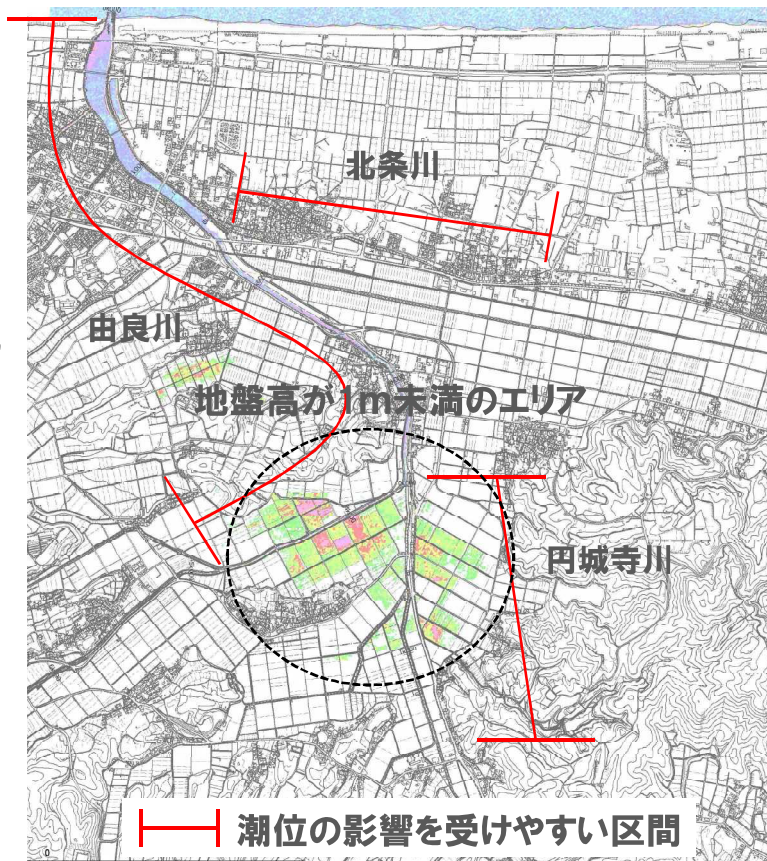 北条川
由良川
地盤高が1m未満のエリア
円城寺川
潮位の影響を受けやすい区間
0